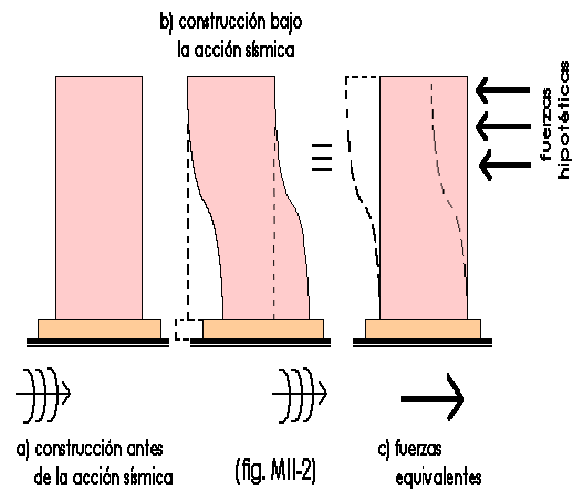 b) construcción bajo
la acción sísmica
fuerzas
hipotéticas
a) construcción antes
de la acción sísmica
(fig. MII-2)
c) fuerzas
equivalentes